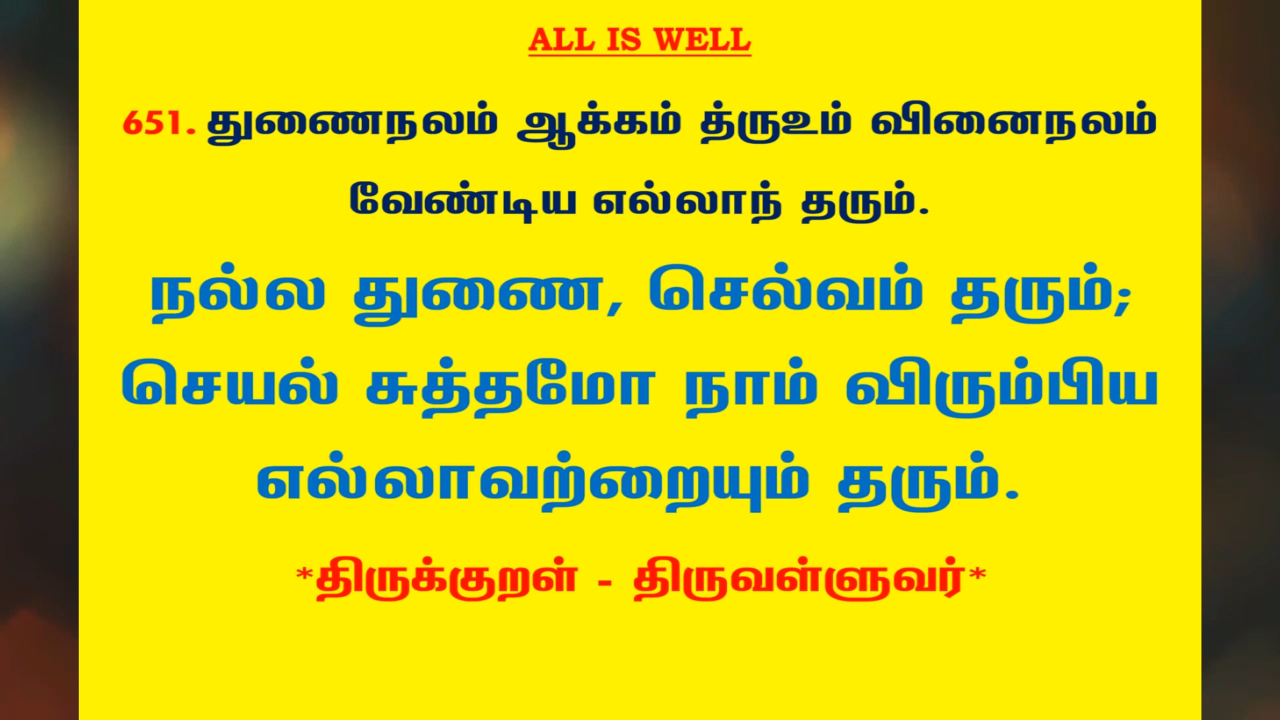 ALL IS WELL
651. துணைநலம் ஆக்கம் த்ருஉம் வினைநலம்
வேண்டிய எல்லாந் தரும்.
நல்ல துணை, செல்வம் தரும்;
செயல் சுத்தமோ நாம் விரும்பிய
எல்லாவற்றையும் தரும்.
*திருக்குறள் - திருவள்ளுவர்*